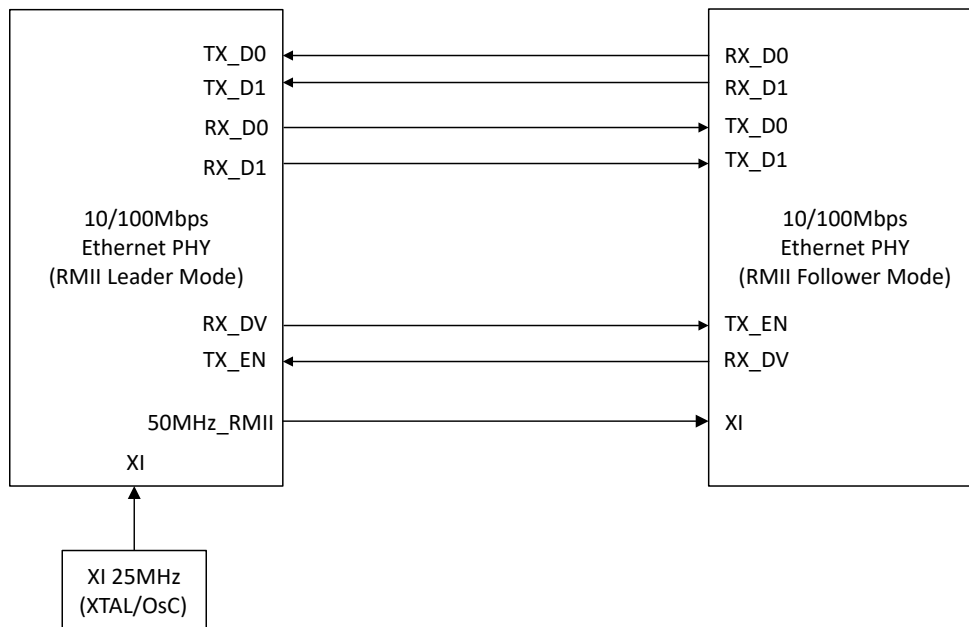 TX_D0
TX_D1
RX_D0
RX_D1
10/100Mbps
Ethernet PHY
(RMII Leader Mode)
RX_DV
TX_EN
50MHz_RMII
XI
XI 25MHz
(XTAL/OsC)
RX_D0
RX_D1
TX_D0
TX_D1
10/100Mbps
Ethernet PHY
(RMII Follower Mode)
TX_EN
RX_DV
XI